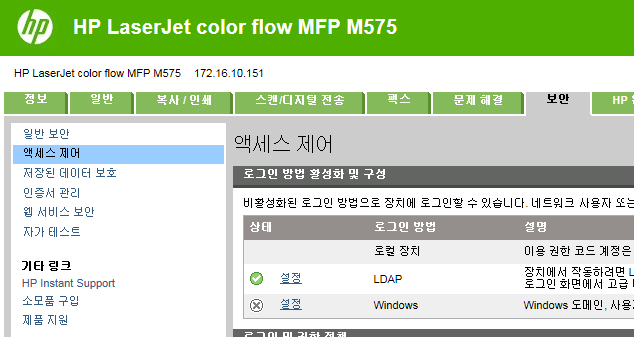 hp HP LaserJet color flow MFP M575
HP LaserJet color flow MFP M575 172.16.10.151
정보 일반 복사 / 인쇄 스캔/디지털 전송 팩스 문제 해결 보안 HP
일반 보안
액세스 제어
저장된 데이터 보호
인증서 관리
웹 서비스 보안
자가 테스트
기타 링크
HP Instant Support
소모품 구입
제품 지원
액세스 제어
로그인 방법 활성화 및 구성
비활성화된 로그인 방법으로 장치에 로그인할 수 있습니다. 네트워크 사용자 또는
상태 로그인 방법 설명
로컬 장치 이용 권한 코드 계정은
설정 LDAP 장치에서 작동하려면 L
로그인 화면에서 고급
설정 Windows Windows 도메인, 사용
로그인 및 권한 정책